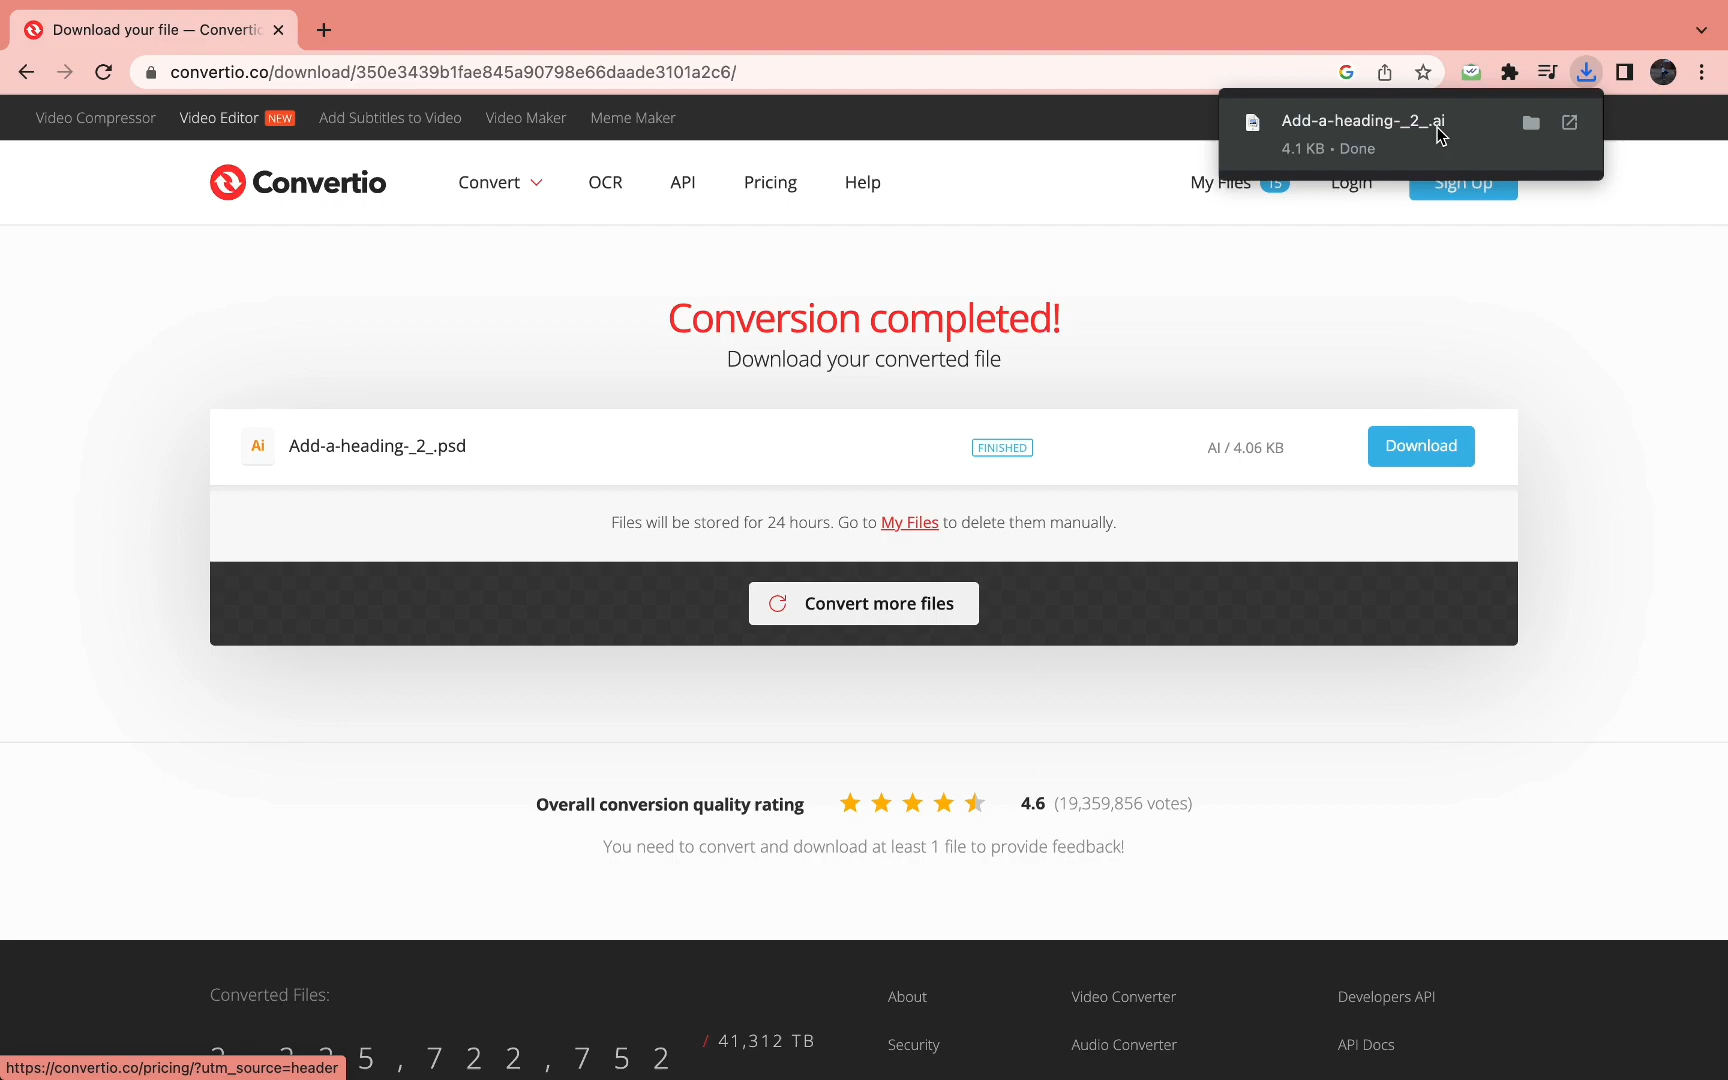 Download your file — Converti
convertio.co/download/350e3439b1fae845a90798e66daade3101a2c6/
Video Compressor Video Editor NEW Add Subtitles to Video Video Maker Meme Maker
Add-a-heading-_2_.ai
4.1 KB • Done
Convertio Convert OCR API Pricing Help My Files 15 Login Sign Up
Conversion completed!
Download your converted file
Ai Add-a-heading-_2_.psd FINISHED AI / 4.06 KB Download
Files will be stored for 24 hours. Go to My Files to delete them manually.
Convert more files
Overall conversion quality rating 4.6 (19,359,856 votes)
You need to convert and download at least 1 file to provide feedback!
Converted Files: About Video Converter Developers API
5,722,752 / 41,312 TB Security Audio Converter API Docs
https://convertio.co/pricing/?utm_source=header